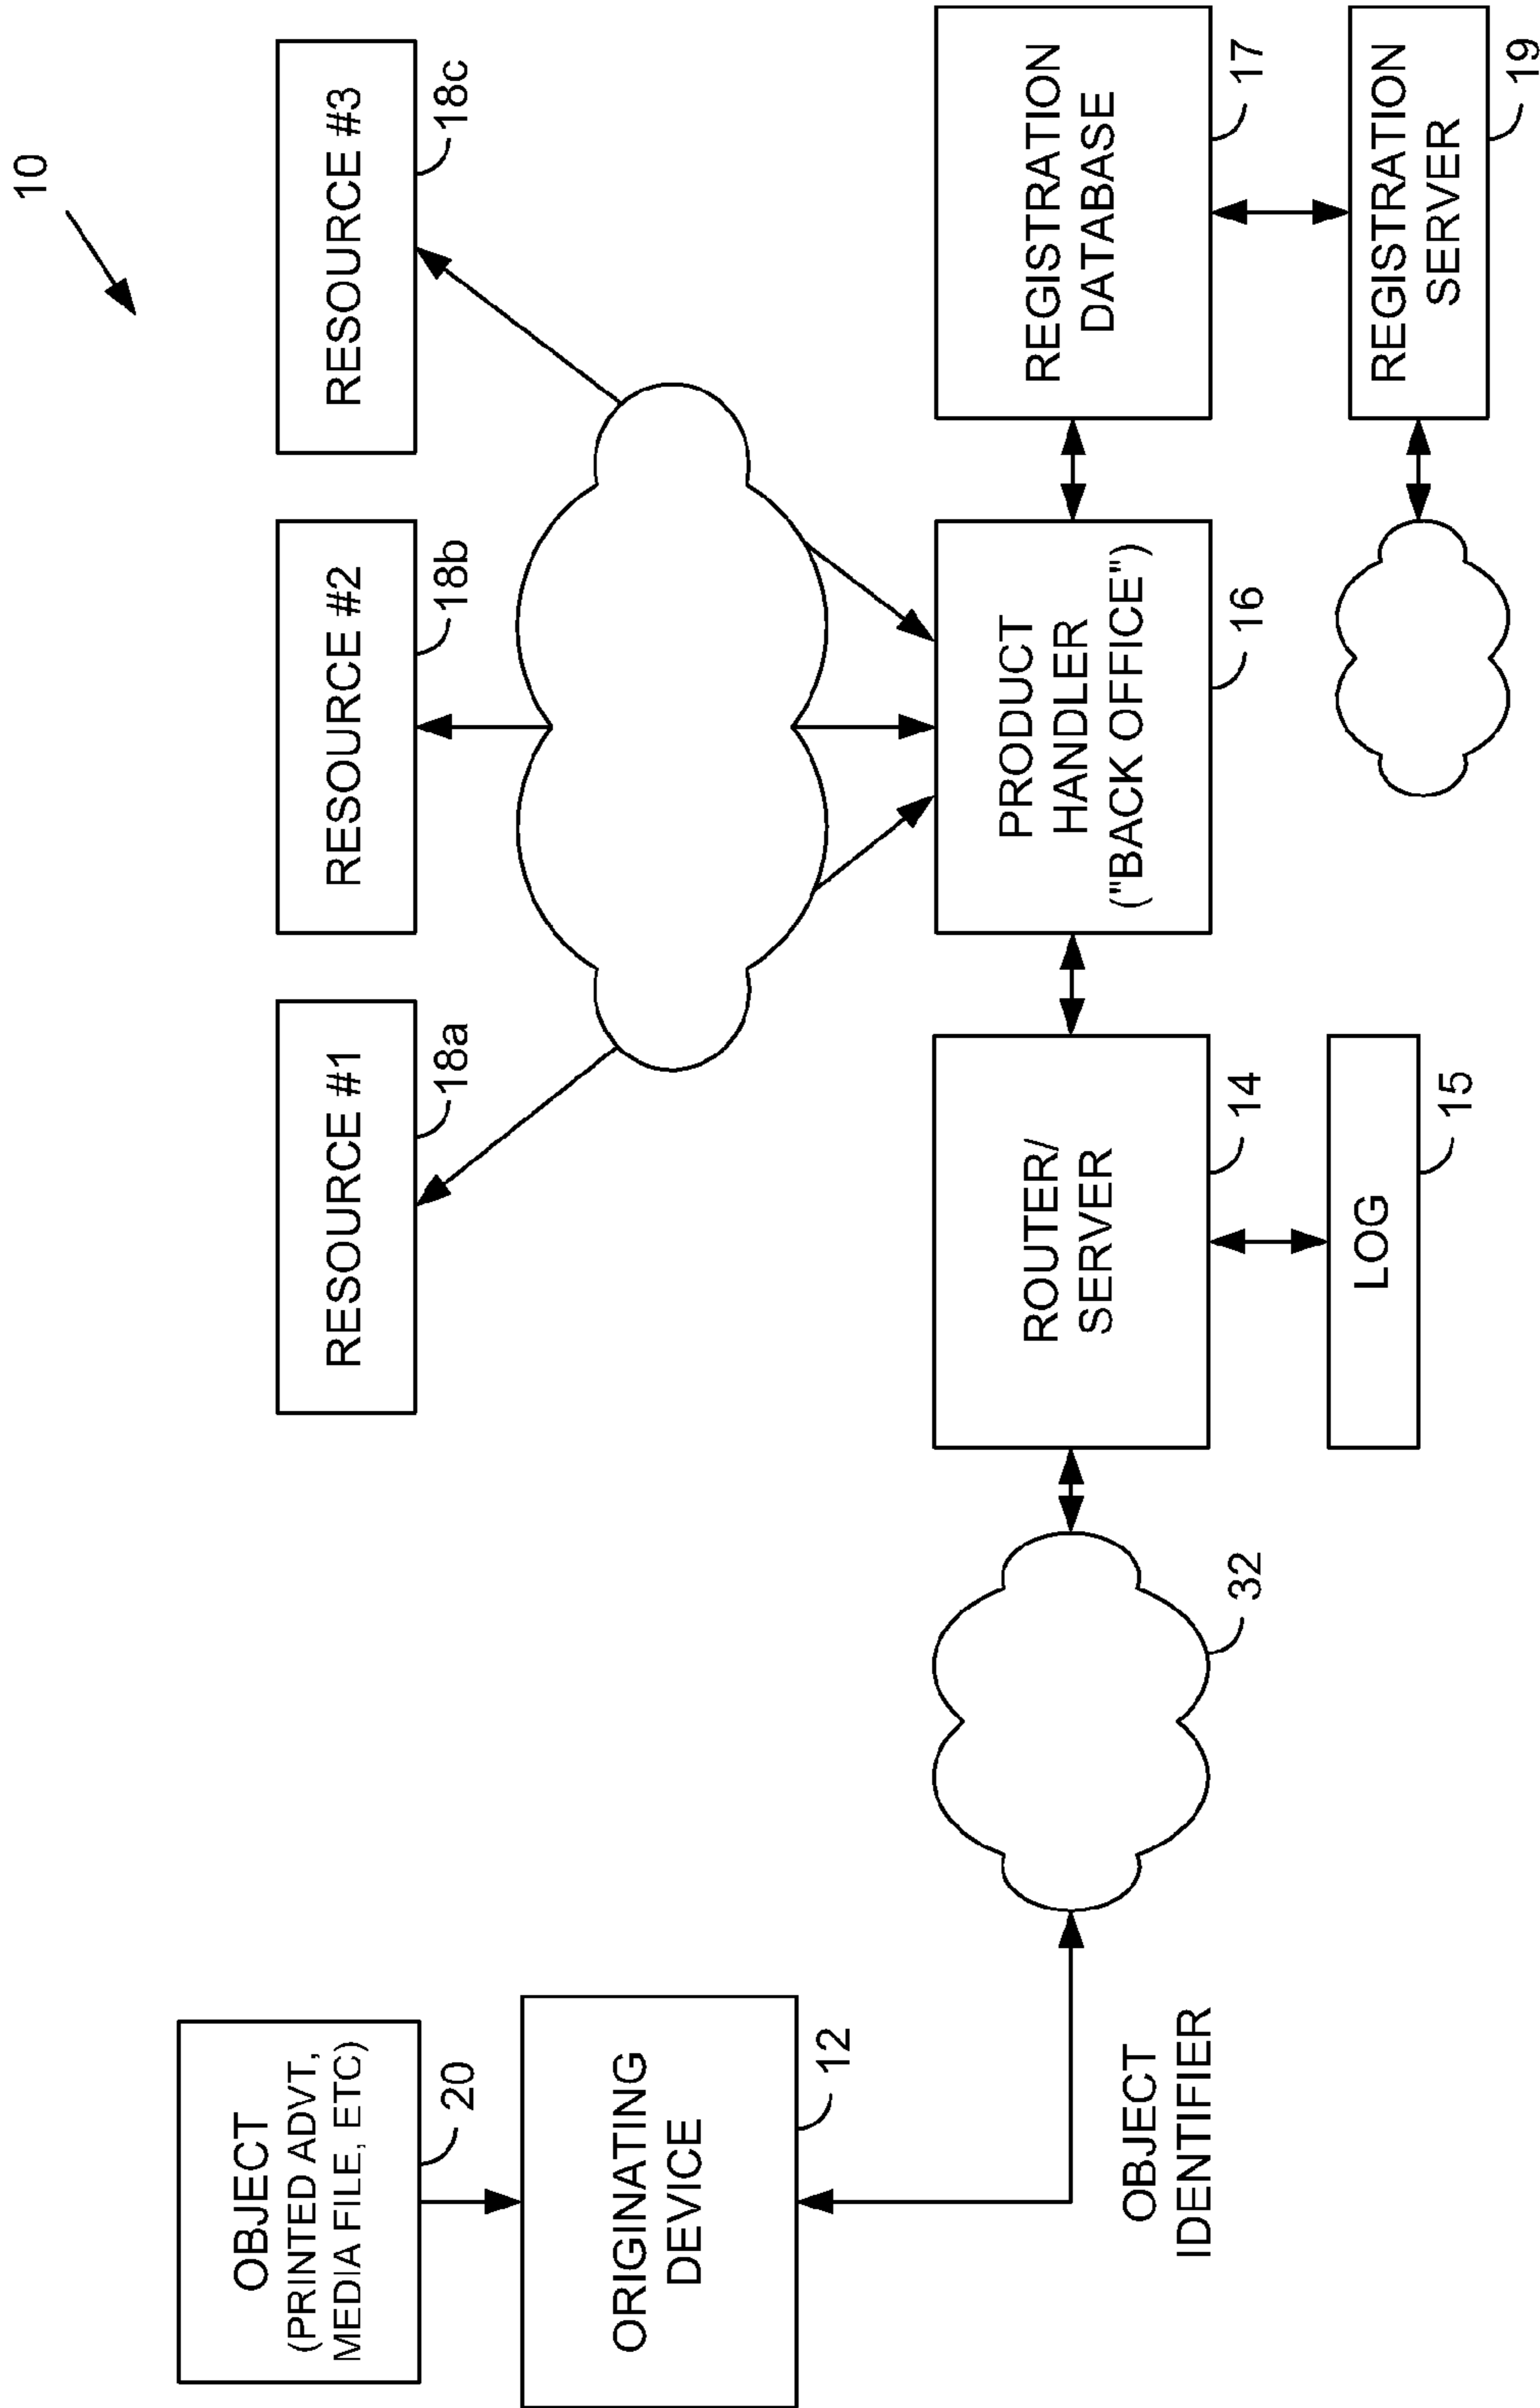 10
RESOURCE #1
18a
RESOURCE #2
18b
RESOURCE #3
18c
OBJECT
(PRINTED ADVT,
MEDIA FILE, ETC)
20
ORIGINATING
DEVICE
12
OBJECT
IDENTIFIER
32
ROUTER/
SERVER
14
LOG
15
PRODUCT
HANDLER
("BACK OFFICE")
16
REGISTRATION
DATABASE
17
REGISTRATION
SERVER
19